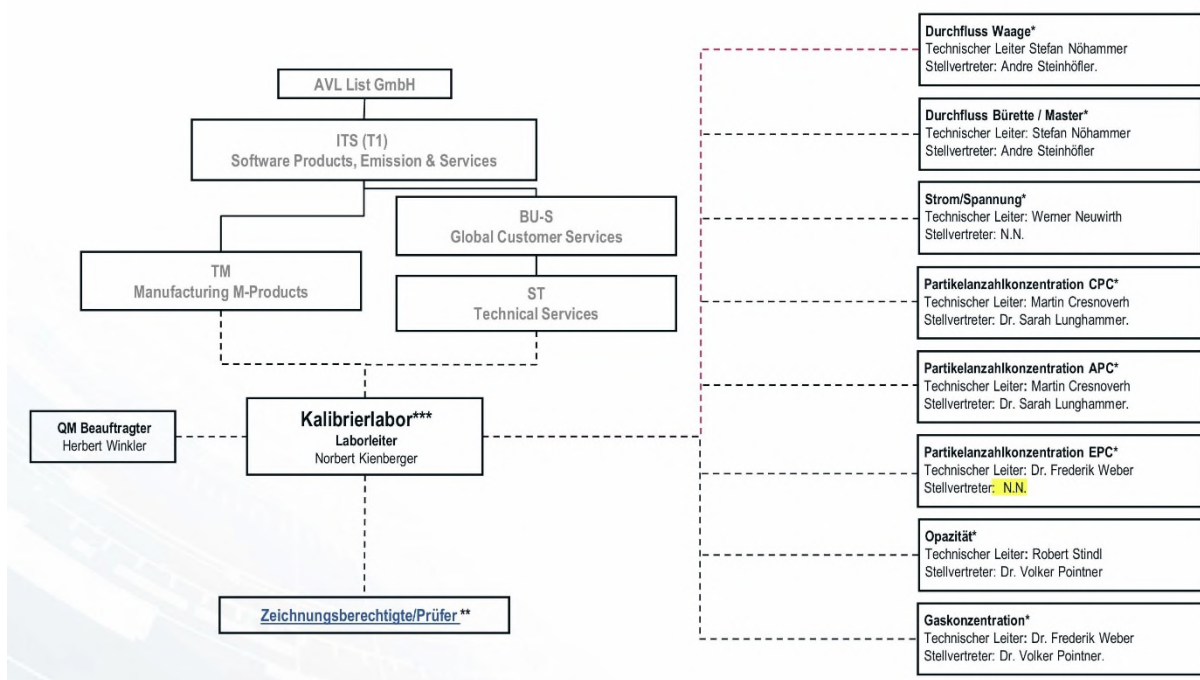 AVL List GmbH
ITS (T1)
Software Products, Emission & Services
BU-S
Global Customer Services
TM
Manufacturing M-Products
ST
Technical Services
QM Beauftragter
Herbert Winkler
Kalibrierlabor***
Laborleiter
Norbert Kienberger
Zeichnungsberechtigte/Prüfer **
Durchfluss Waage*
Technischer Leiter Stefan Nöhammer
Stellvertreter: Andre Steinhöfler.
Durchfluss Bürette / Master*
Technischer Leiter: Stefan Nöhammer
Stellvertreter: Andre Steinhöfler
Strom/Spannung*
Technischer Leiter: Werner Neuwirth
Stellvertreter: N.N.
Partikelanzahlkonzentration CPC*
Technischer Leiter: Martin Cresnoverh
Stellvertreter: Dr. Sarah Lunghammer.
Partikelanzahlkonzentration APC*
Technischer Leiter: Martin Cresnoverh
Stellvertreter: Dr. Sarah Lunghammer.
Partikelanzahlkonzentration EPC*
Technischer Leiter: Dr. Frederik Weber
Stellvertreter: N.N.
Opazität*
Technischer Leiter: Robert Stindl
Stellvertreter: Dr. Volker Pointner
Gaskonzentration*
Technischer Leiter: Dr. Frederik Weber
Stellvertreter: Dr. Volker Pointner.